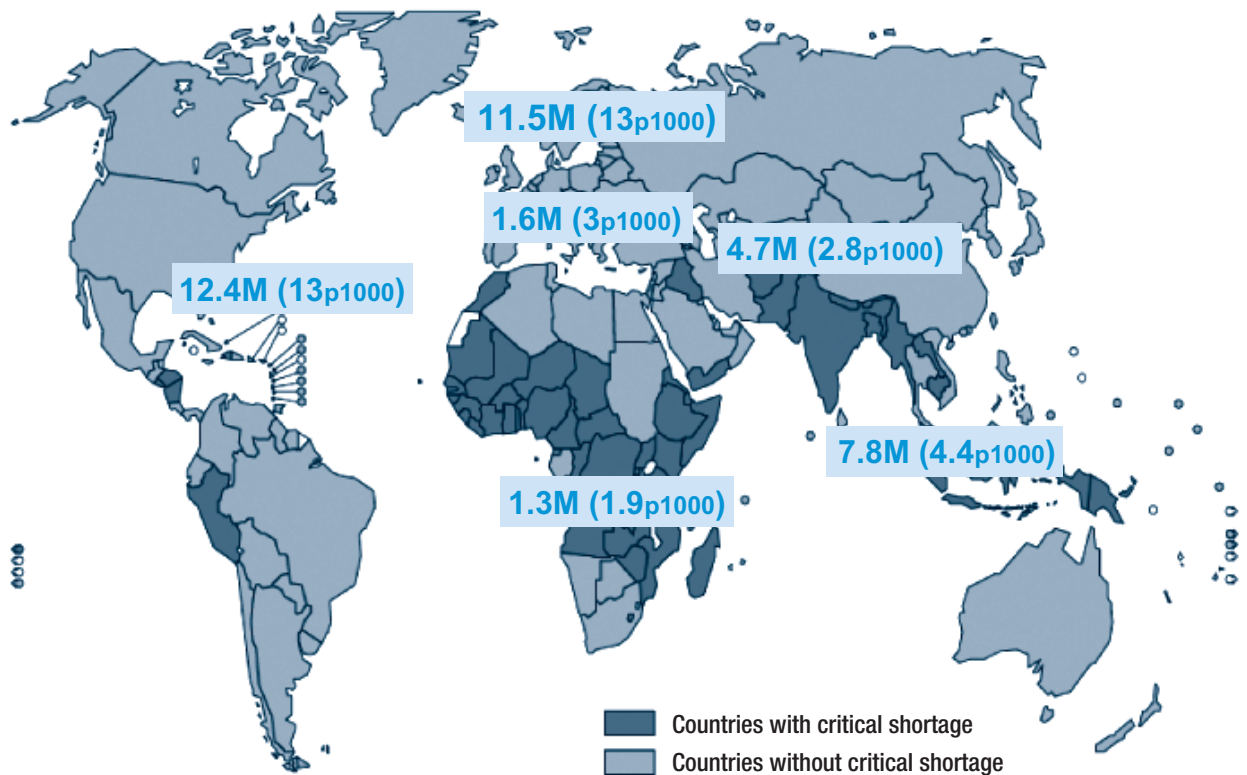 11.5M (13p1000)
1.6M (3p1000)
4.7M (2.8p1000)
12.4M (13p1000)
7.8M (4.4p1000)
1.3M (1.9p1000)
Countries with critical shortage
Countries without critical shortage